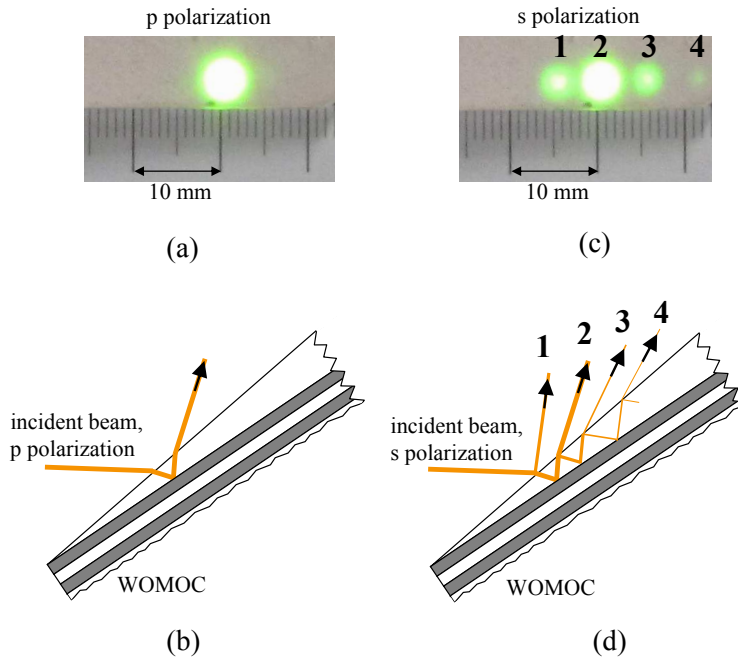 p polarization
s polarization
1 2 3 4
10 mm
10 mm
(a)
(c)
1 2 3 4
incident beam,
p polarization
incident beam,
s polarization
WOMOC
WOMOC
(b)
(d)